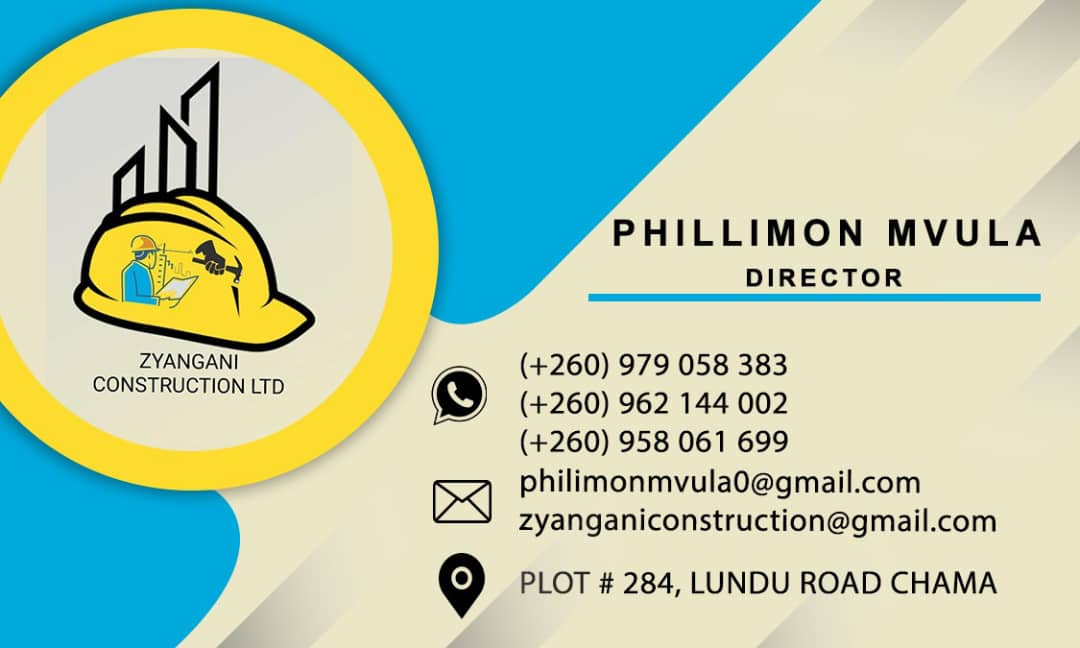 ZYANGANI
CONSTRUCTION LTD
PHILLIMON MVULA
DIRECTOR
(+260) 979 058 383
(+260) 962 144 002
(+260) 958 061 699
philimonmvula0@gmail.com
zyanganiconstruction@gmail.com
PLOT # 284, LUNDU ROAD CHAMA